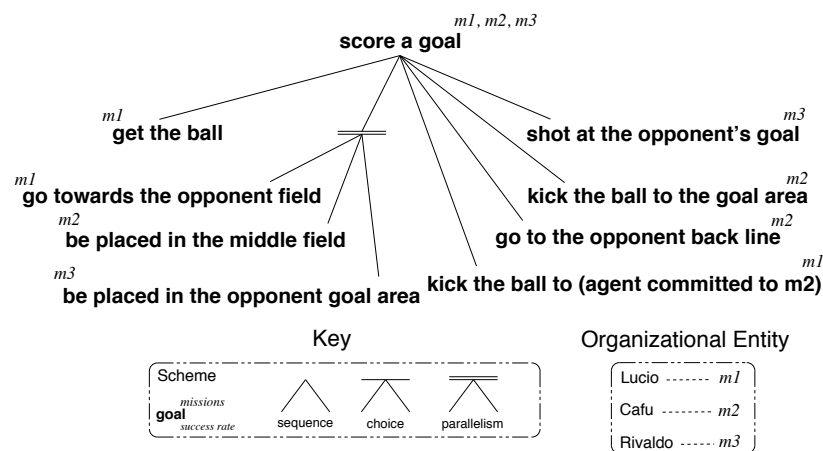 m1, m2, m3
score a goal
m1
get the ball
m3
shot at the opponent's goal
m1
go towards the opponent field
m2
kick the ball to the goal area
m2
be placed in the middle field
m2
go to the opponent back line
m3
be placed in the opponent goal area
m1
kick the ball to (agent committed to m2)
Key
Scheme
missions
goal
success rate
sequence
choice
parallelism
Organizational Entity
Lucio m1
Cafu m2
Rivaldo m3